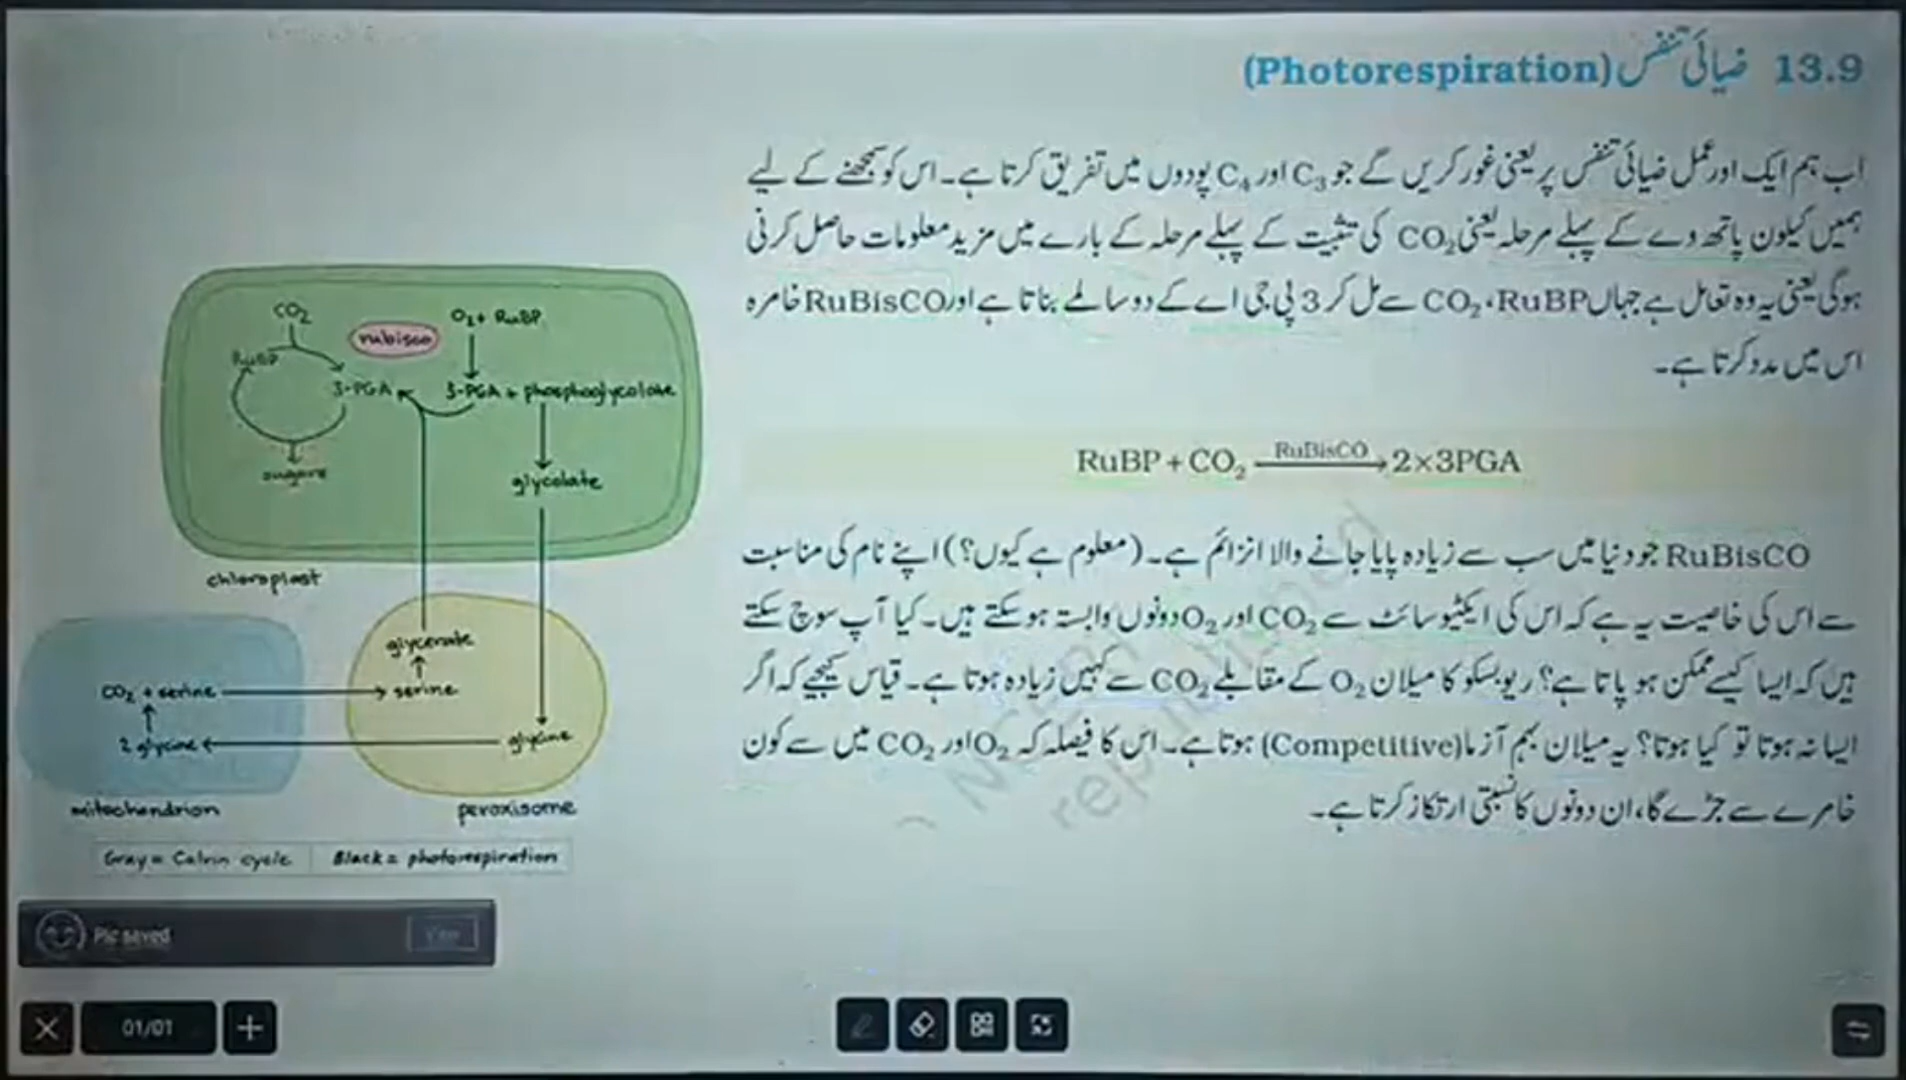 13.9 ضیائی تنفس (Photorespiration)
اب ہم ایک اور عمل ضیائی تنفس پر یعنی غور کریں گے جو C₃ اور C₄ پودوں میں تفریق کرتا ہے۔ اس کو سمجھنے کے لیے
ہمیں کیلون پاتھ وے کے پہلے مرحلہ یعنی CO₂ کی تثبیت کے پہلے مرحلہ کے بارے میں مزید معلومات حاصل کرنی
ہوگی یعنی یہ وہ تعامل ہے جہاں RuBP، CO₂ سے مل کر 3 پی جی اے کے دو سالمے بناتا ہے اور RuBisCO خامرہ
اس میں مدد کرتا ہے۔
RuBP + CO₂ —RuBisCO→ 2×3PGA
RuBisCO جو دنیا میں سب سے زیادہ پایا جانے والا انزائم ہے۔ (معلوم ہے کیوں؟) اپنے نام کی مناسبت
سے اس کی خاصیت یہ ہے کہ اس کی ایکٹیو سائٹ سے CO₂ اور O₂ دونوں وابستہ ہو سکتے ہیں۔ کیا آپ سوچ سکتے
ہیں کہ ایسا کیسے ممکن ہو پاتا ہے؟ ریوبسکو کا میلان O₂ کے مقابلے CO₂ سے کہیں زیادہ ہوتا ہے۔ قیاس کیجیے کہ اگر
ایسا نہ ہوتا تو کیا ہوتا؟ یہ میلان بہم آزما (Competitive) ہوتا ہے۔ اس کا فیصلہ کہ O₂ اور CO₂ میں سے کون
خامرے سے جڑے گا، ان دونوں کا نسبتی ارتکاز کرتا ہے۔
CO₂
O₂ + RuBP
rubisco
RuBP
3-PGA
3-PGA + phosphoglycolate
sugars
glycolate
chloroplast
glycerate
CO₂ + serine
serine
2 glycine
glycine
mitochondrion
peroxisome
Gray = Calvin cycle
Black = photorespiration
Pic saved
View
01/01
republished